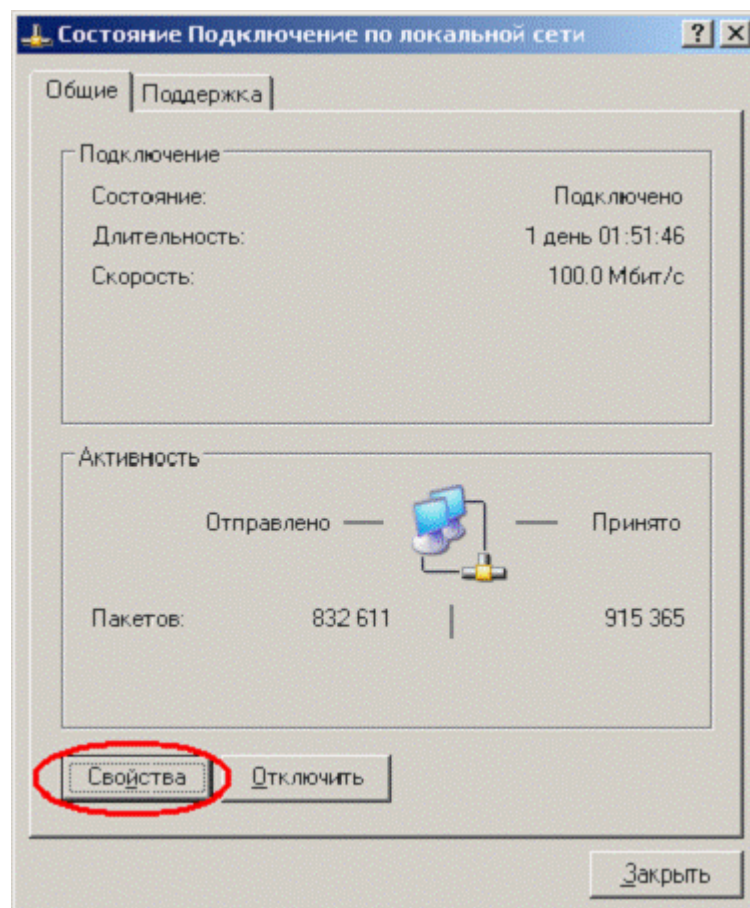 Состояние Подключение по локальной сети
Общие Поддержка
Подключение
Состояние: Подключено
Длительность: 1 день 01:51:46
Скорость: 100.0 Мбит/с
Активность
Отправлено — — Принято
Пакетов: 832 611 915 365
Свойства Отключить
Закрыть